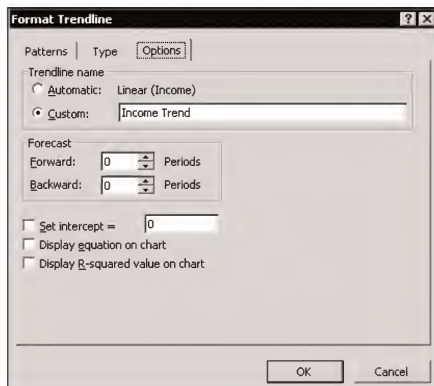 Format Trendline
Patterns Type Options
Trendline name
Automatic: Linear (Income)
Custom: Income Trend
Forecast
Forward: 0 Periods
Backward: 0 Periods
Set intercept = 0
Display equation on chart
Display R-squared value on chart
OK Cancel